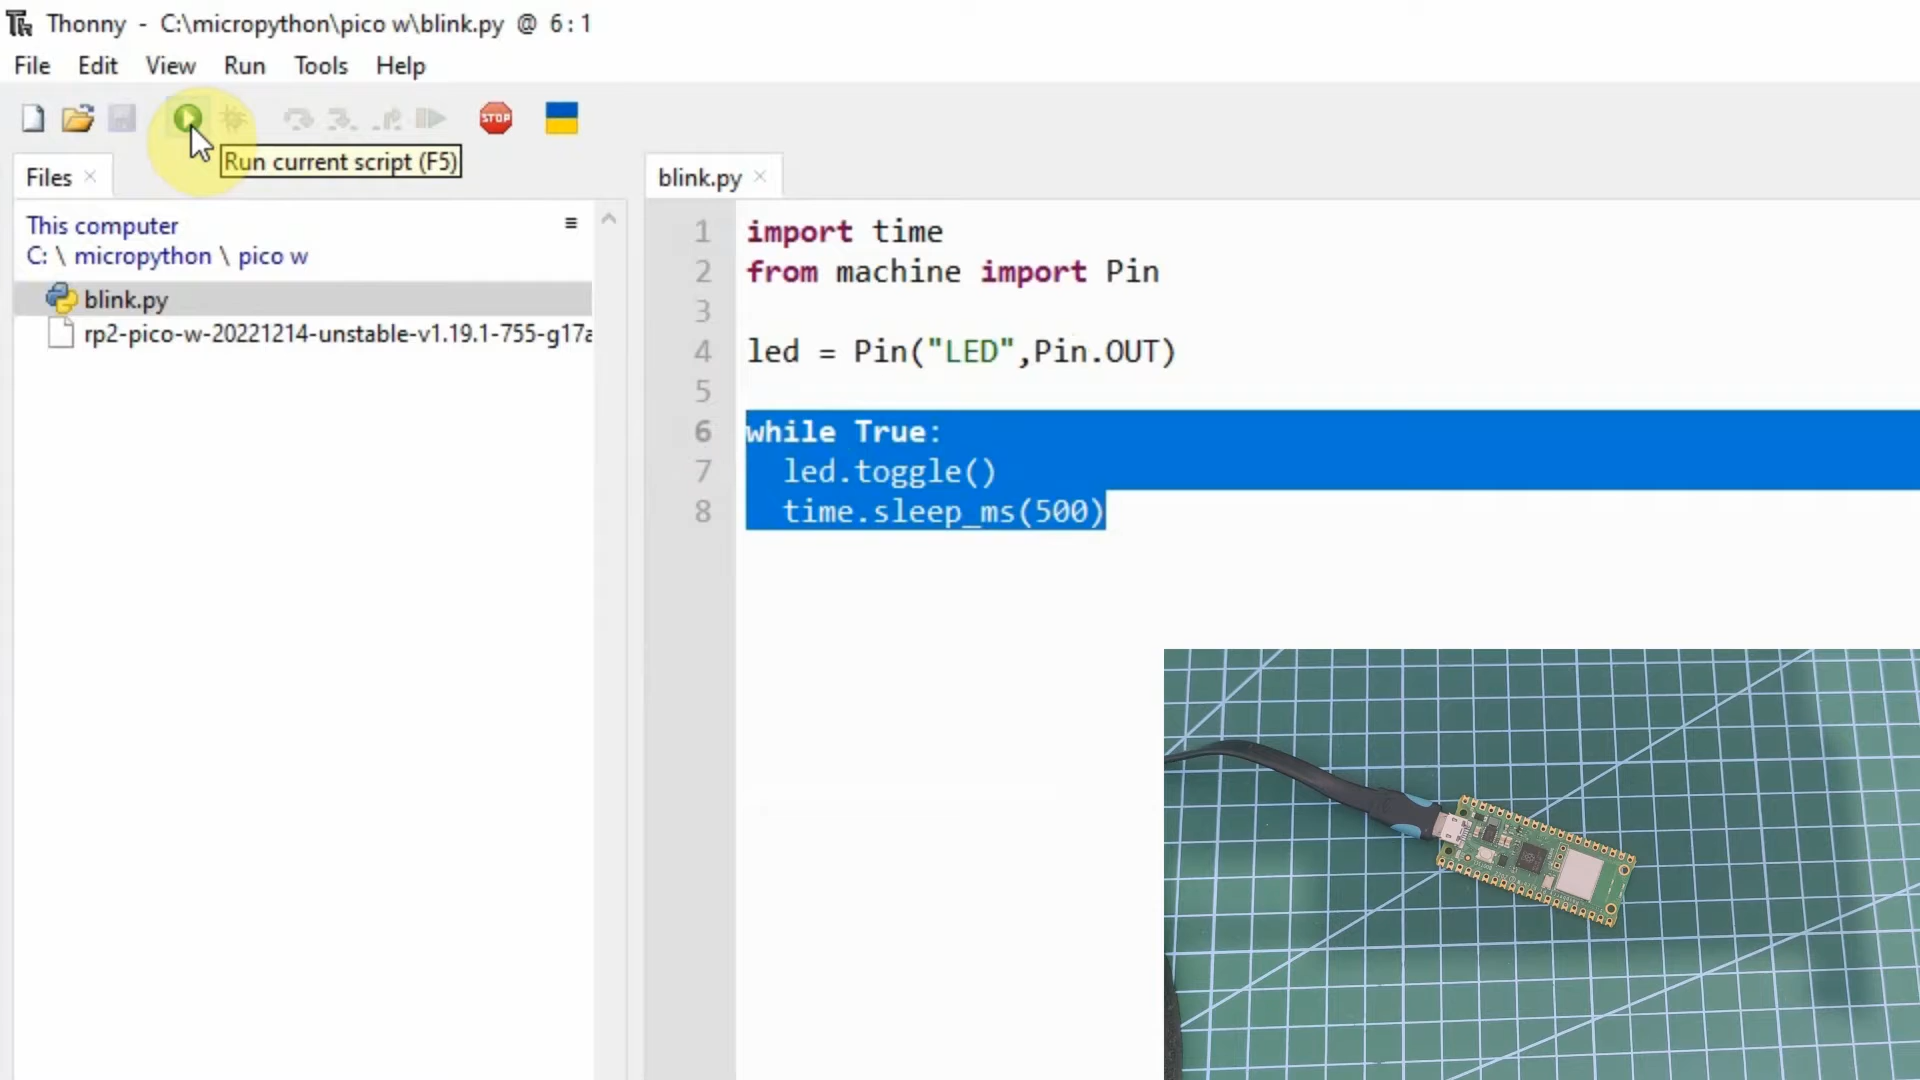 Thonny - C:\micropython\pico w\blink.py @ 6:1
File Edit View Run Tools Help
STOP
Run current script (F5)
Files
This computer
C: \ micropython \ pico w
blink.py
rp2-pico-w-20221214-unstable-v1.19.1-755-g17a
blink.py
1 import time
2 from machine import Pin
3
4 led = Pin("LED",Pin.OUT)
5
6 while True:
7 led.toggle()
8 time.sleep_ms(500)